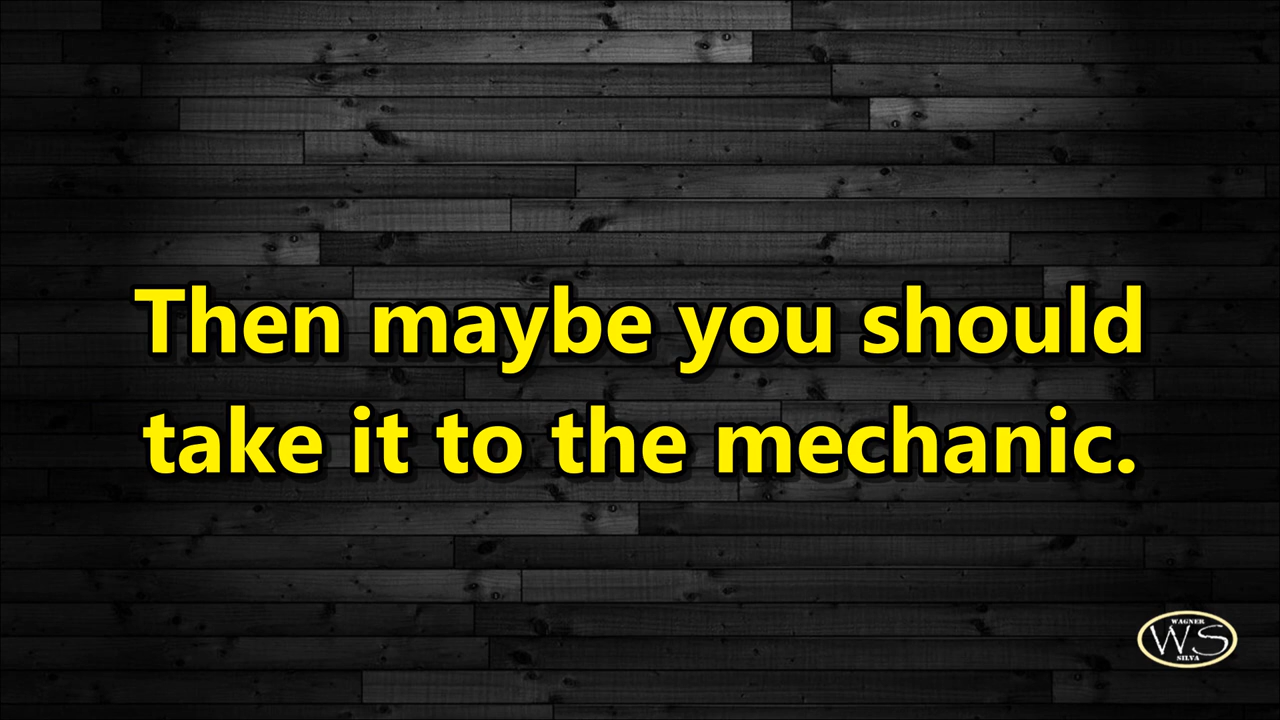 Then maybe you should
take it to the mechanic.
WAGNER
WS
SILVA